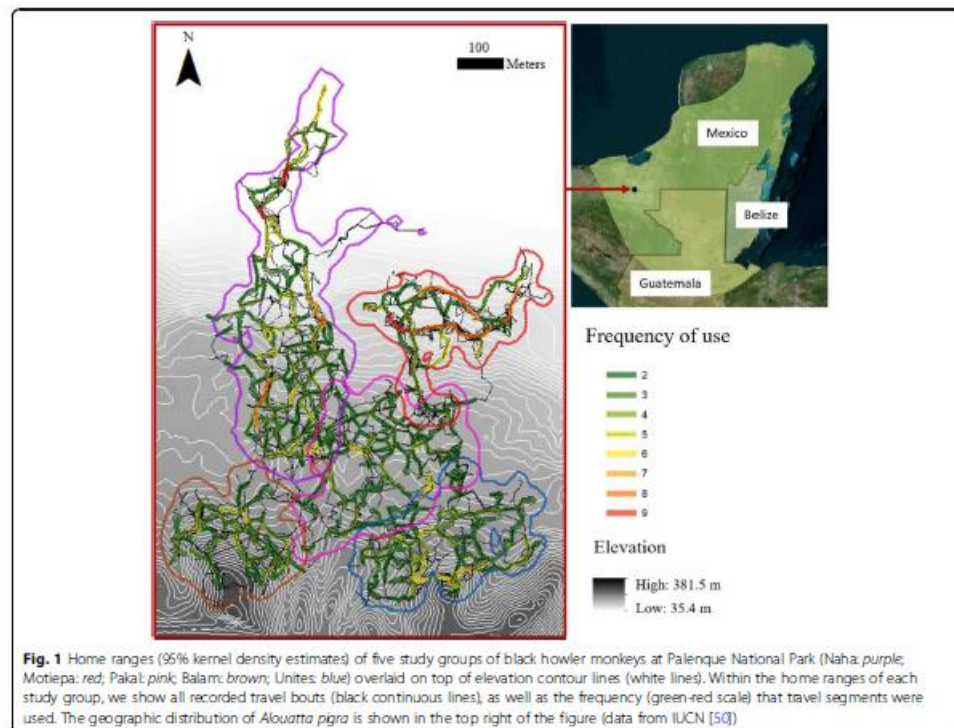 N
100
Meters
Mexico
Belize
Guatemala
Frequency of use
2
3
4
5
6
7
8
9
Elevation
High: 381.5 m
Low: 35.4 m
Fig. 1 Home ranges (95% kernel density estimates) of five study groups of black howler monkeys at Palenque National Park (Naha: purple;
Motiepa: red; Pakal: pink; Balam: brown; Unites: blue) overlaid on top of elevation contour lines (white lines). Within the home ranges of each
study group, we show all recorded travel bouts (black continuous lines), as well as the frequency (green-red scale) that travel segments were
used. The geographic distribution of Alouatta pigra is shown in the top right of the figure (data from IUCN [50])